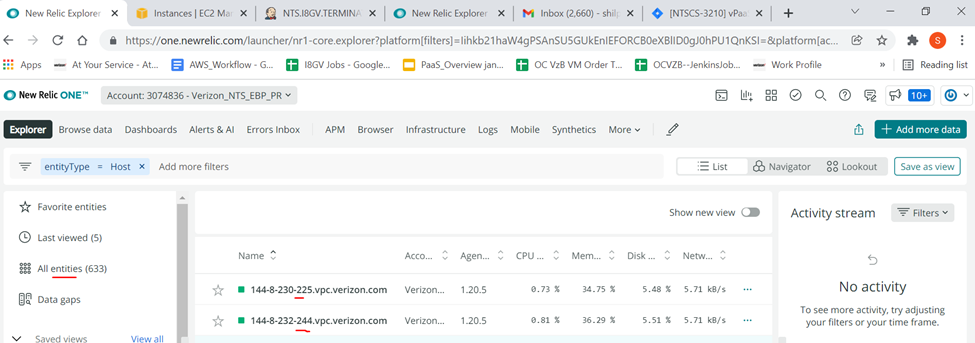 New Relic Explorer
Instances | EC2 Mar
NTS.I8GV.TERMINAL
New Relic Explorer
Inbox (2,660) - shilp
[NTSCS-3210] vPaaS
https://one.newrelic.com/launcher/nr1-core.explorer?platform[filters]=Iihkb21haW4gPSAnSU5GUkEnIEFORCB0eXBlID0gJ0hPU1QnKSI=&platform[ac...
S
Apps
At Your Service - At...
AWS_Workflow - G...
I8GV Jobs - Google...
PaaS_Overview jan...
OC VzB VM Order T...
OCVZB--JenkinsJob...
Work Profile
»
Reading list
New Relic ONE™
Account: 3074836 - Verizon_NTS_EBP_PR
10+
Explorer
Browse data
Dashboards
Alerts & AI
Errors Inbox
APM
Browser
Infrastructure
Logs
Mobile
Synthetics
More
+ Add more data
entityType = Host ×
Add more filters
List
Navigator
Lookout
Save as view
Favorite entities
Last viewed (5)
All entities (633)
Data gaps
Saved views
View all
Show new view
Name
Acco...
Agen...
CPU ...
Mem...
Disk ...
Netw...
144-8-230-225.vpc.verizon.com
Verizon...
1.20.5
0.73 %
34.75 %
5.48 %
5.71 kB/s
...
144-8-232-244.vpc.verizon.com
Verizon...
1.20.5
0.81 %
36.29 %
5.51 %
5.71 kB/s
...
Activity stream
Filters
No activity
To see more activity, try adjusting
your filters or your time frame.